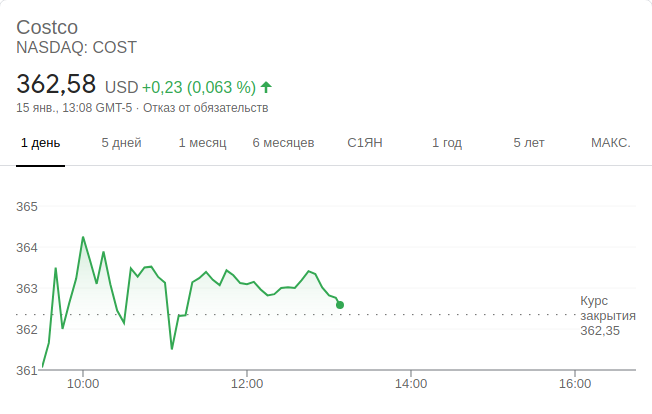 Costco
NASDAQ: COST
362,58 USD +0,23 (0,063 %)
15 янв., 13:08 GMT-5 · Отказ от обязательств
1 день 5 дней 1 месяц 6 месяцев С1ЯН 1 год 5 лет МАКС.
365
364
363
362
361
Курс
закрытия
362,35
10:00 12:00 14:00 16:00